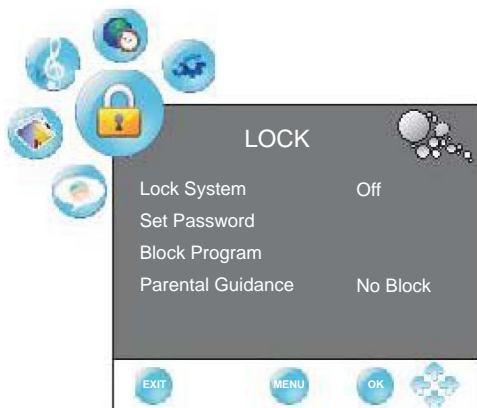 LOCK
Lock System Off
Set Password
Block Program
Parental Guidance No Block
EXIT MENU OK